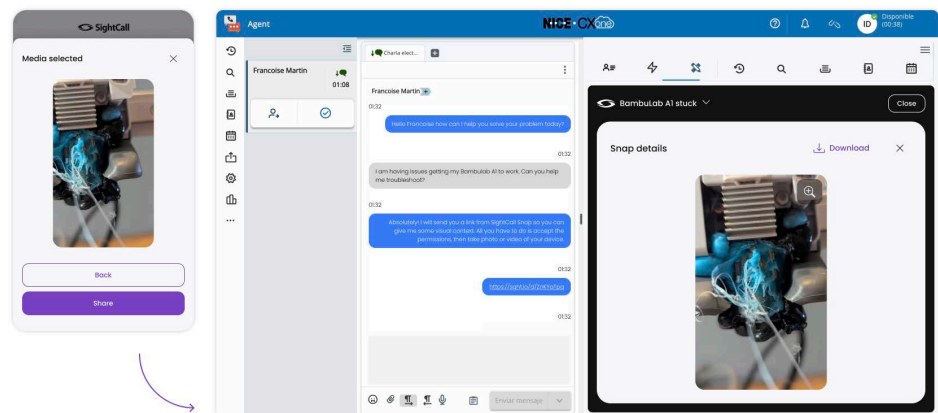 SightCall
Media selected
Back
Share
Agent
NICE CXone
ID
Disponible
(00:38)
Francoise Martin
01:08
Charla elect...
Francoise Martin
01:32
Hello Francoise how can I help you solve your problem today?
01:32
I am having issues getting my Bambulab A1 to work. Can you help
me troubleshoot?
01:32
Absolutely! I will send you a link from SightCall Snap so you can
give me some visual content. All you have to do is accept the
permissions, then take photo or video of your device.
01:32
01:32
Enviar mensaje
BambuLab A1 stuck
Close
Snap details
Download